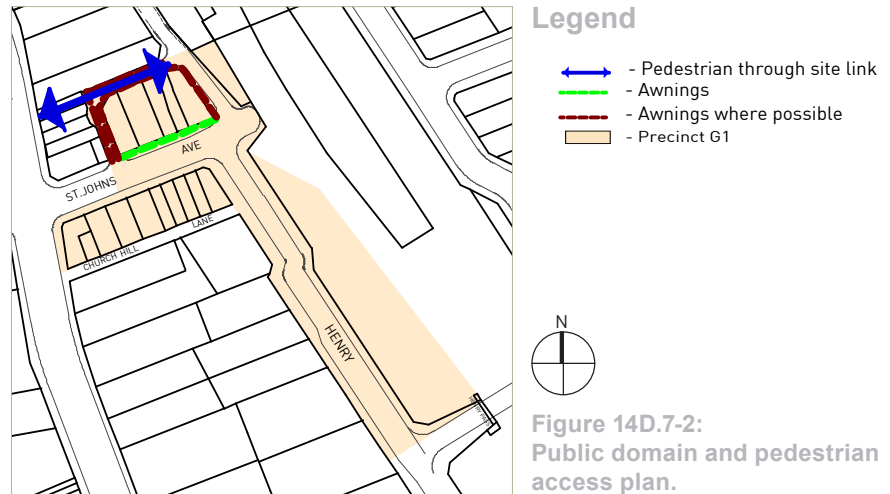 Legend
- Pedestrian through site link
- Awnings
- Awnings where possible
- Precinct G1
ST.JOHNS
AVE
CHURCH HILL
LANE
HENRY
N
Figure 14D.7-2:
Public domain and pedestrian
access plan.